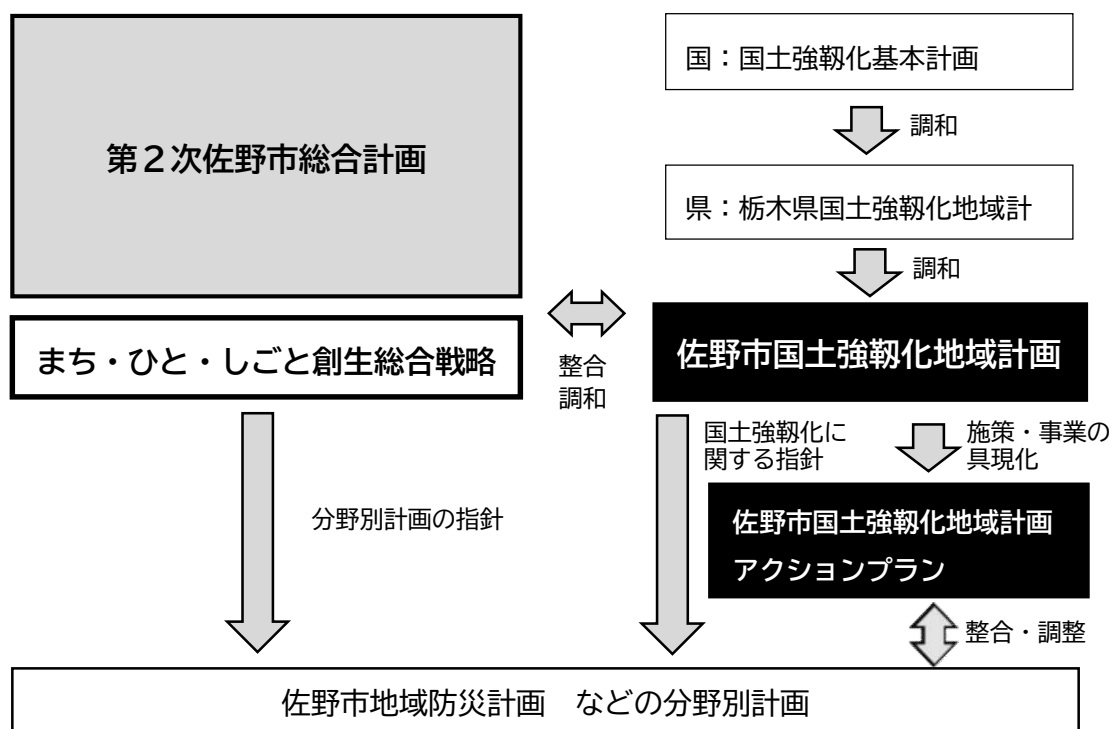 国：国土強靱化基本計画
調和
第２次佐野市総合計画
県：栃木県国土強靱化地域計
調和
まち・ひと・しごと創生総合戦略
整合
調和
佐野市国土強靱化地域計画
国土強靱化に
関する指針
施策・事業の
具現化
分野別計画の指針
佐野市国土強靱化地域計画
アクションプラン
整合・調整
佐野市地域防災計画　などの分野別計画